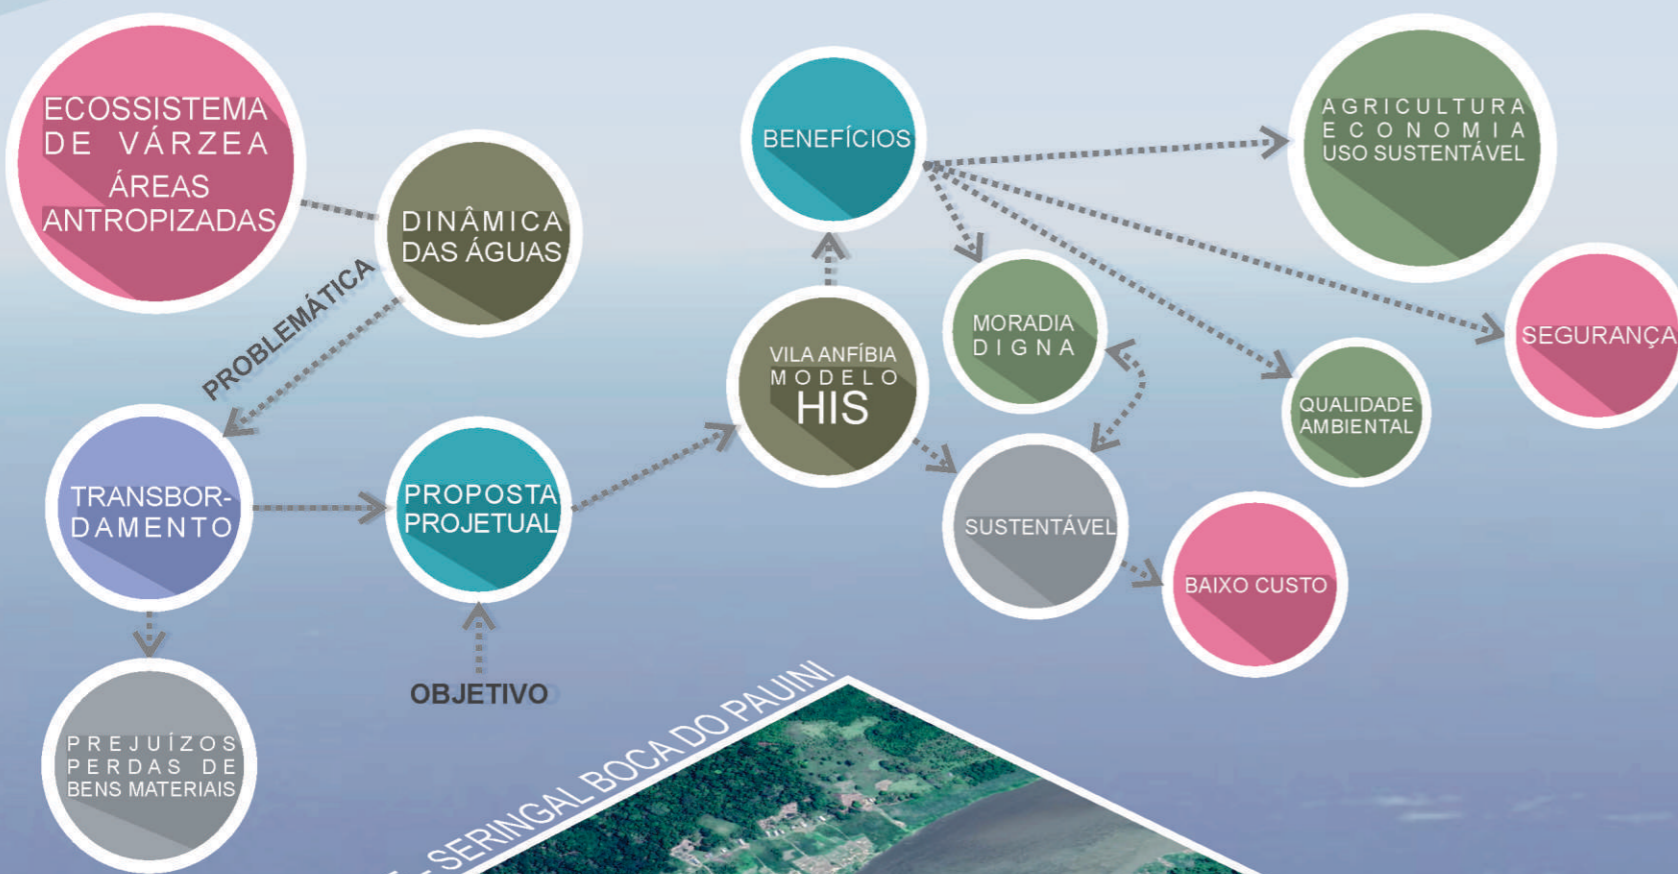 ECOSSISTEMA
DE VÁRZEA
ÁREAS
ANTROPIZADAS
DINÂMICA
DAS ÁGUAS
PROBLEMÁTICA
TRANSBOR-
DAMENTO
PREJUÍZOS
PERDAS DE
BENS MATERIAIS
PROPOSTA
PROJETUAL
OBJETIVO
VILA ANFÍBIA
MODELO
HIS
BENEFÍCIOS
MORADIA
DIGNA
SUSTENTÁVEL
BAIXO CUSTO
AGRICULTURA
ECONOMIA
USO SUSTENTÁVEL
SEGURANÇA
QUALIDADE
AMBIENTAL
- SERINGAL BOCA DO PAUINI